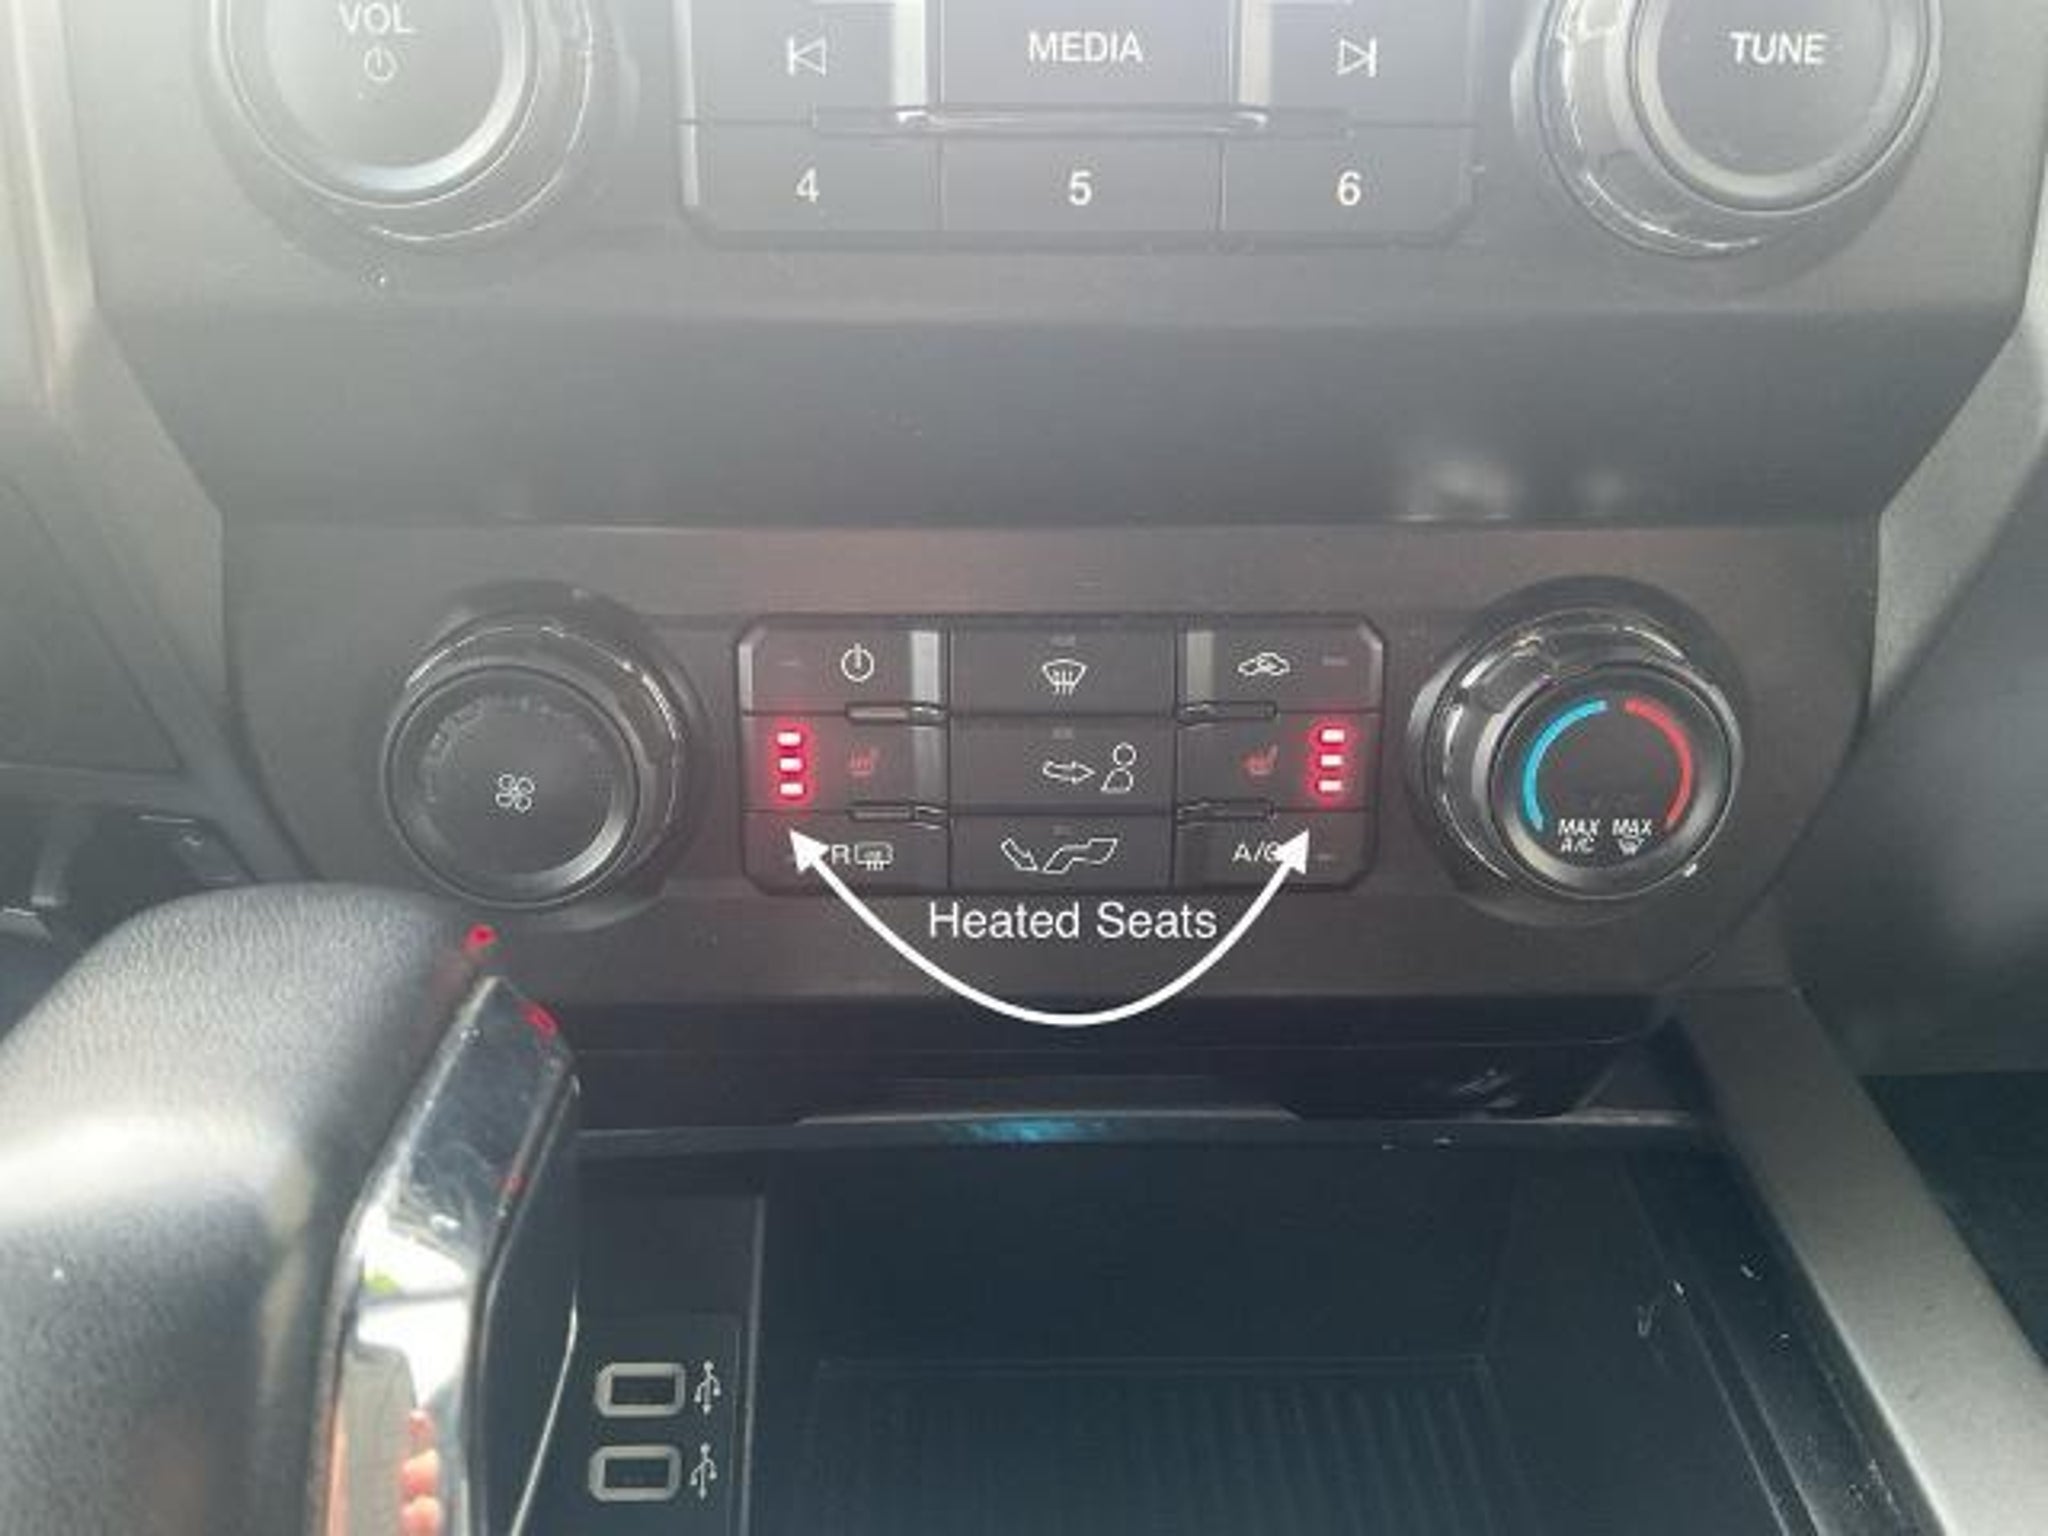 VOL
MEDIA
TUNE
4 5 6
R
A/C
MAX A/C
MAX
Heated Seats